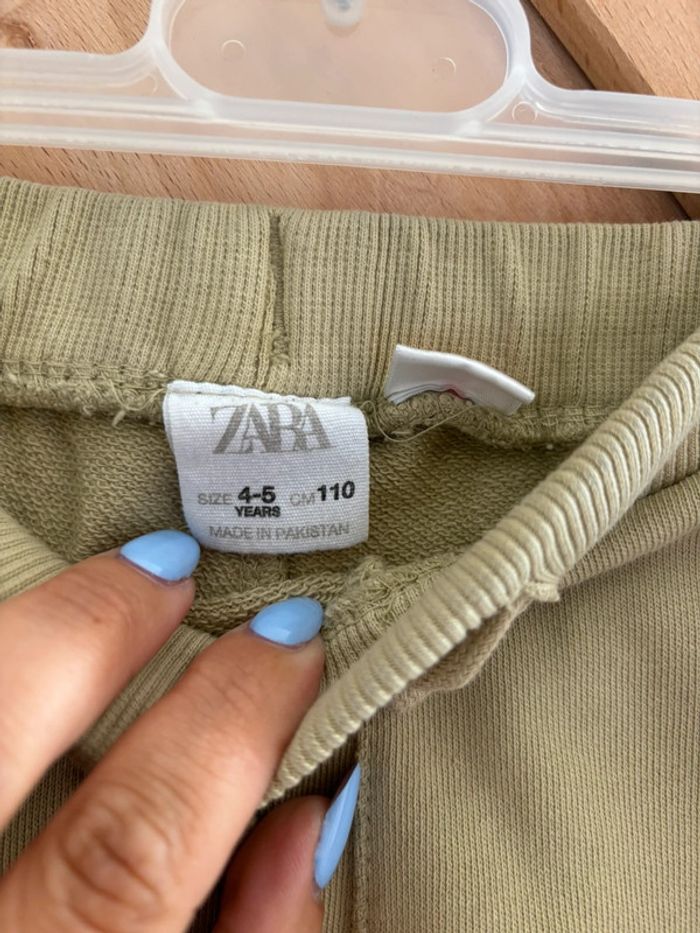 ZARA
SIZE 4-5 CM 110
YEARS
MADE IN PAKISTAN